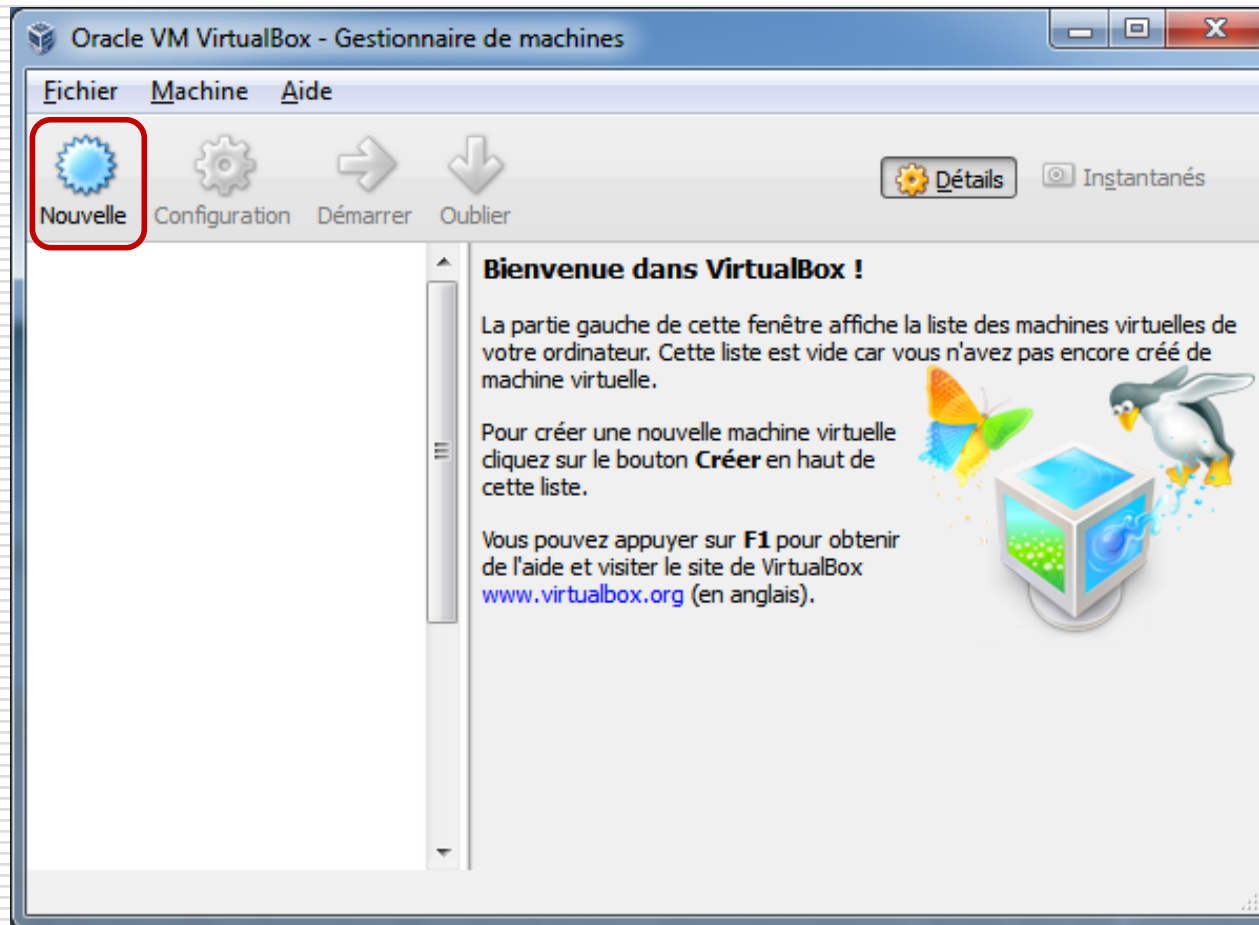 Oracle VM VirtualBox - Gestionnaire de machines
Fichier Machine Aide
Nouvelle Configuration Démarrer Oublier Détails Instantanés
Bienvenue dans VirtualBox !
La partie gauche de cette fenêtre affiche la liste des machines virtuelles de
votre ordinateur. Cette liste est vide car vous n'avez pas encore créé de
machine virtuelle.
Pour créer une nouvelle machine virtuelle
cliquez sur le bouton Créer en haut de
cette liste.
Vous pouvez appuyer sur F1 pour obtenir
de l'aide et visiter le site de VirtualBox
www.virtualbox.org (en anglais).